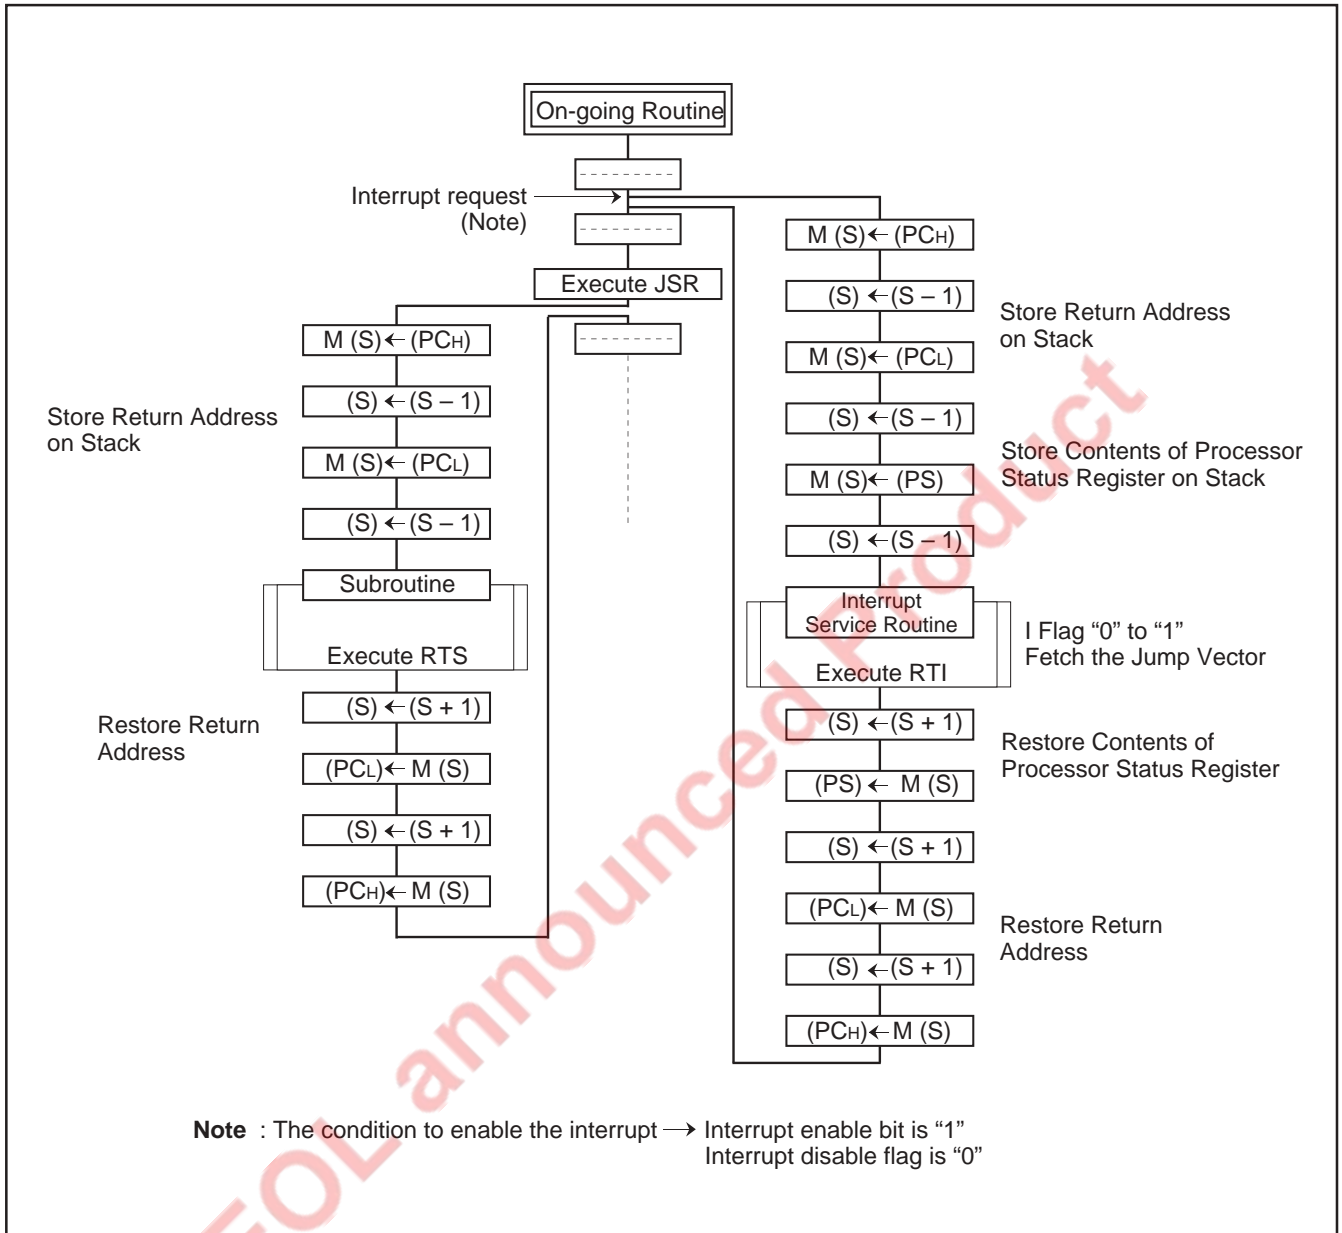 On-going Routine
Interrupt request
(Note)
Execute JSR
M (S) ← (PCH)
(S) ← (S – 1)
M (S) ← (PCL)
(S) ← (S – 1)
Store Return Address
on Stack
Subroutine
Execute RTS
(S) ← (S + 1)
(PCL) ← M (S)
(S) ← (S + 1)
(PCH) ← M (S)
Restore Return
Address
M (S) ← (PCH)
(S) ← (S – 1)
M (S) ← (PCL)
(S) ← (S – 1)
M (S) ← (PS)
(S) ← (S – 1)
Store Return Address
on Stack
Store Contents of Processor
Status Register on Stack
Interrupt
Service Routine
Execute RTI
I Flag “0” to “1”
Fetch the Jump Vector
(S) ← (S + 1)
(PS) ← M (S)
(S) ← (S + 1)
(PCL) ← M (S)
(S) ← (S + 1)
(PCH) ← M (S)
Restore Contents of
Processor Status Register
Restore Return
Address
Note : The condition to enable the interrupt → Interrupt enable bit is “1”
Interrupt disable flag is “0”
EOL announced Product